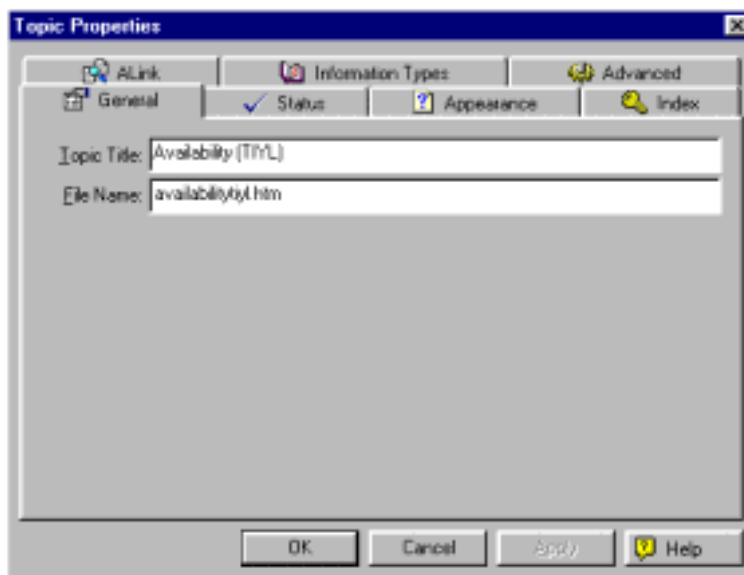 Topic Properties
ALink Information Types Advanced
General Status Appearance Index
Topic Title: Availability (TIYL)
File Name: availabilitytiyl.htm
OK Cancel Apply Help